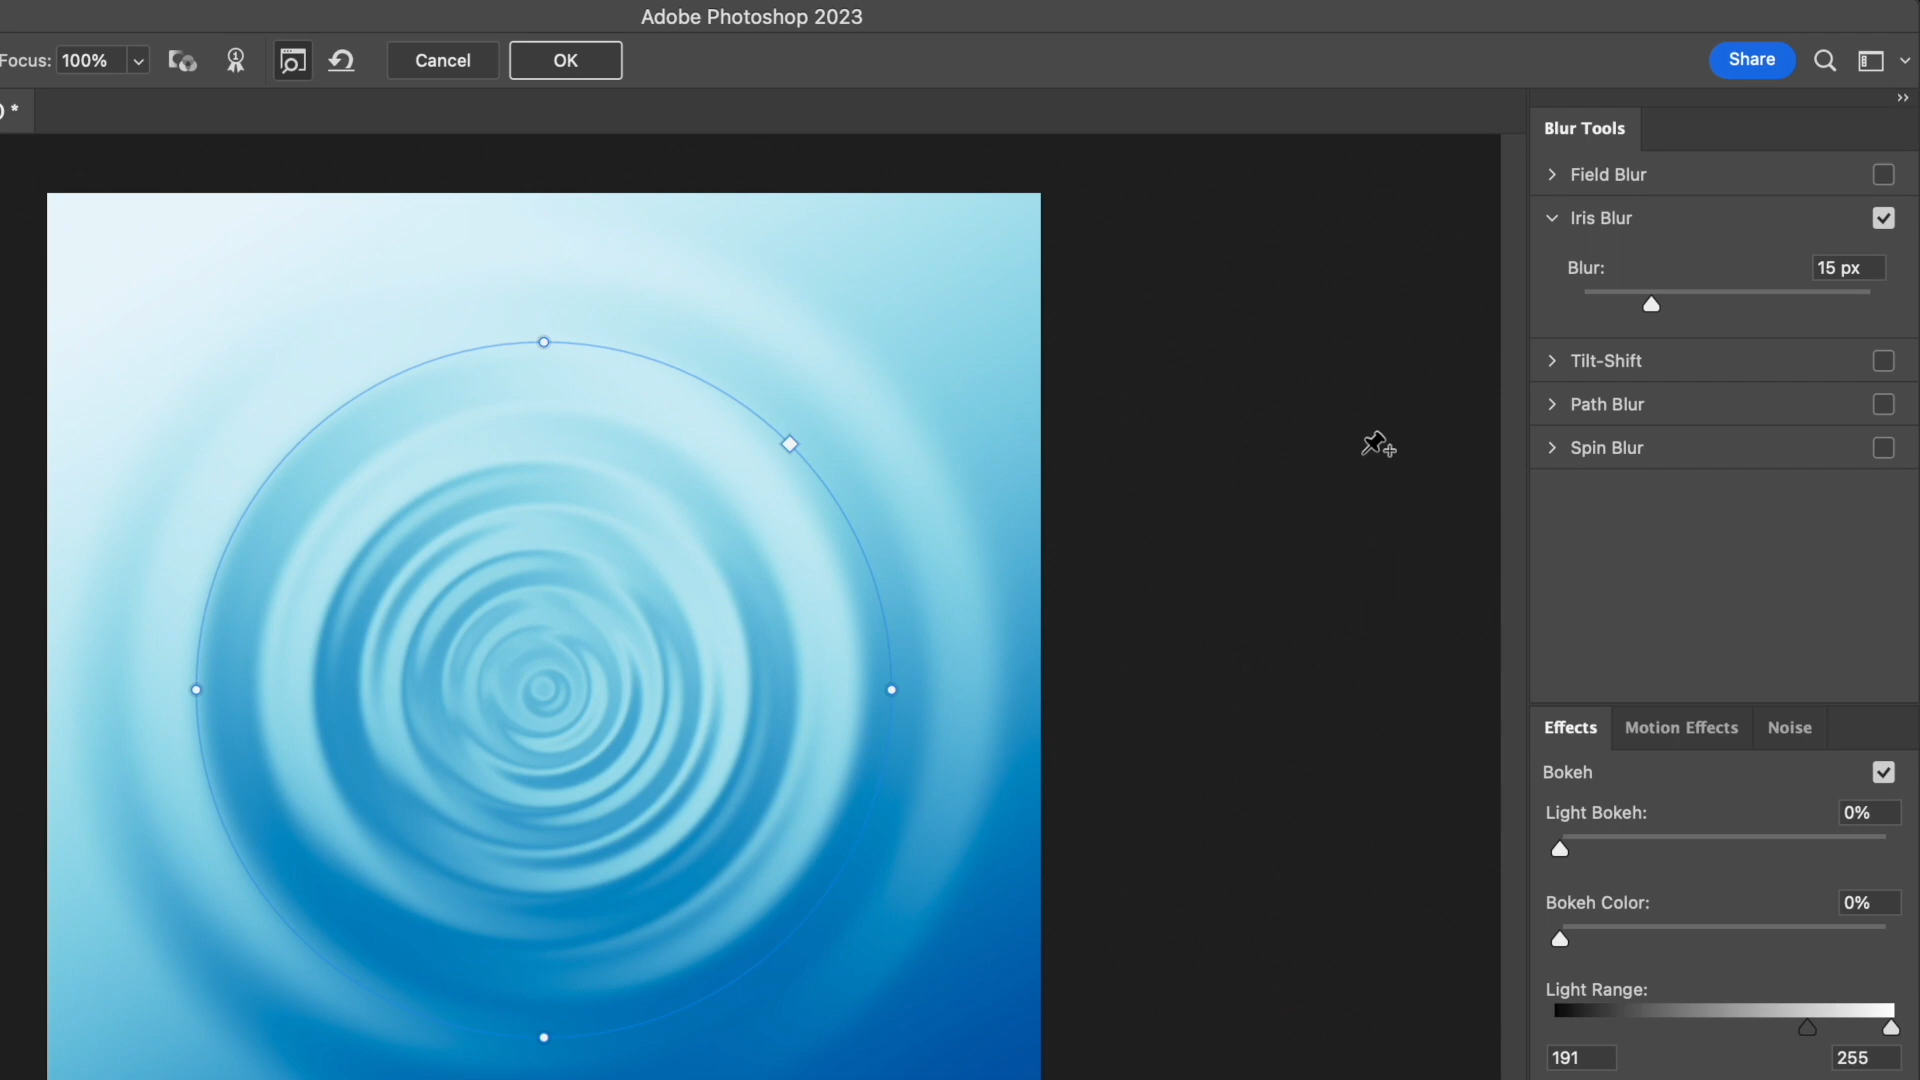 Adobe Photoshop 2023
Focus: 100%
1
Cancel
OK
Share
) *
Blur Tools
Field Blur
Iris Blur
Blur:
15 px
Tilt-Shift
Path Blur
Spin Blur
Effects
Motion Effects
Noise
Bokeh
Light Bokeh:
0%
Bokeh Color:
0%
Light Range:
191
255